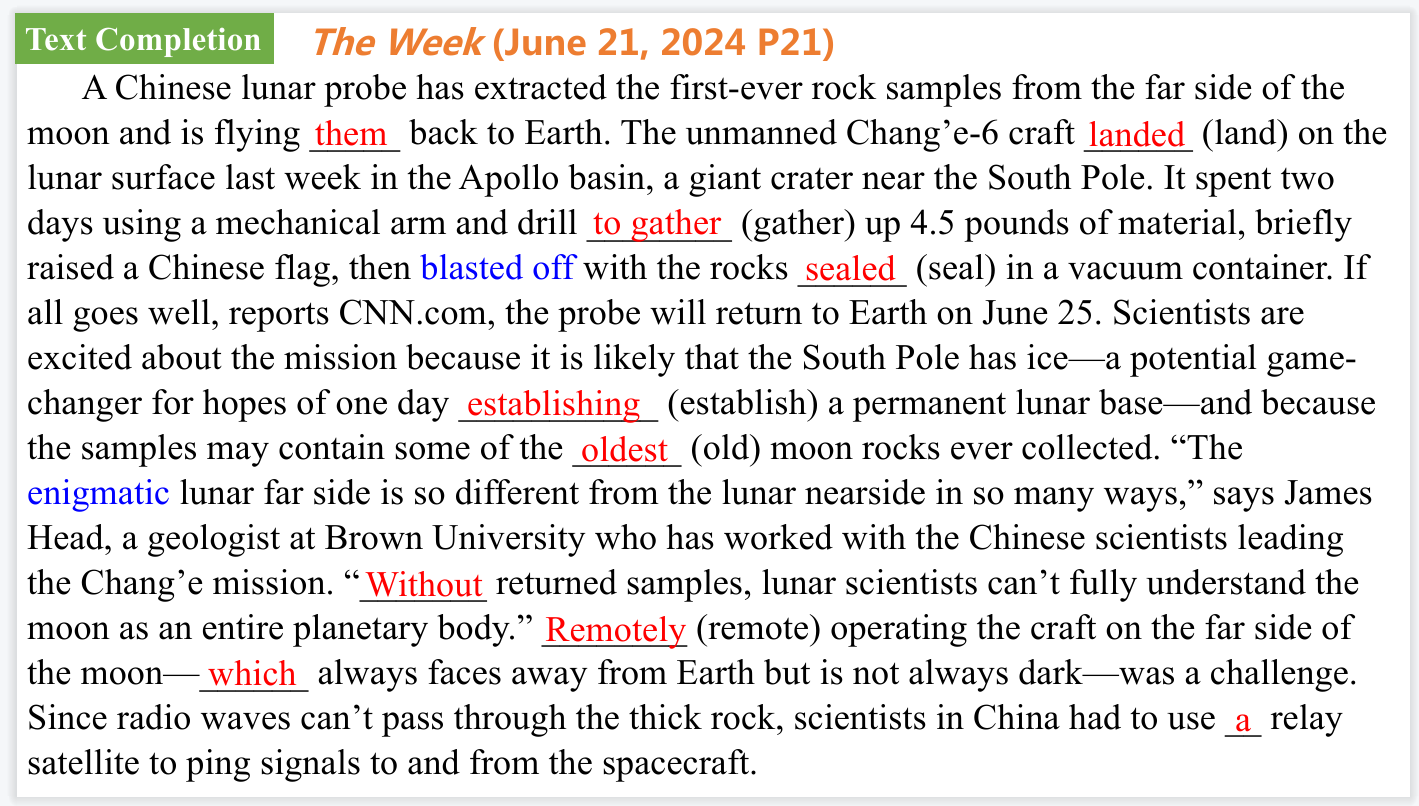 Text Completion The Week (June 21, 2024 P21)
A Chinese lunar probe has extracted the first-ever rock samples from the far side of the
moon and is flying them back to Earth. The unmanned Chang’e-6 craft landed (land) on the
lunar surface last week in the Apollo basin, a giant crater near the South Pole. It spent two
days using a mechanical arm and drill to gather (gather) up 4.5 pounds of material, briefly
raised a Chinese flag, then blasted off with the rocks sealed (seal) in a vacuum container. If
all goes well, reports CNN.com, the probe will return to Earth on June 25. Scientists are
excited about the mission because it is likely that the South Pole has ice—a potential game-
changer for hopes of one day establishing (establish) a permanent lunar base—and because
the samples may contain some of the oldest (old) moon rocks ever collected. “The
enigmatic lunar far side is so different from the lunar nearside in so many ways,” says James
Head, a geologist at Brown University who has worked with the Chinese scientists leading
the Chang’e mission. “Without returned samples, lunar scientists can’t fully understand the
moon as an entire planetary body.” Remotely (remote) operating the craft on the far side of
the moon—which always faces away from Earth but is not always dark—was a challenge.
Since radio waves can’t pass through the thick rock, scientists in China had to use a relay
satellite to ping signals to and from the spacecraft.